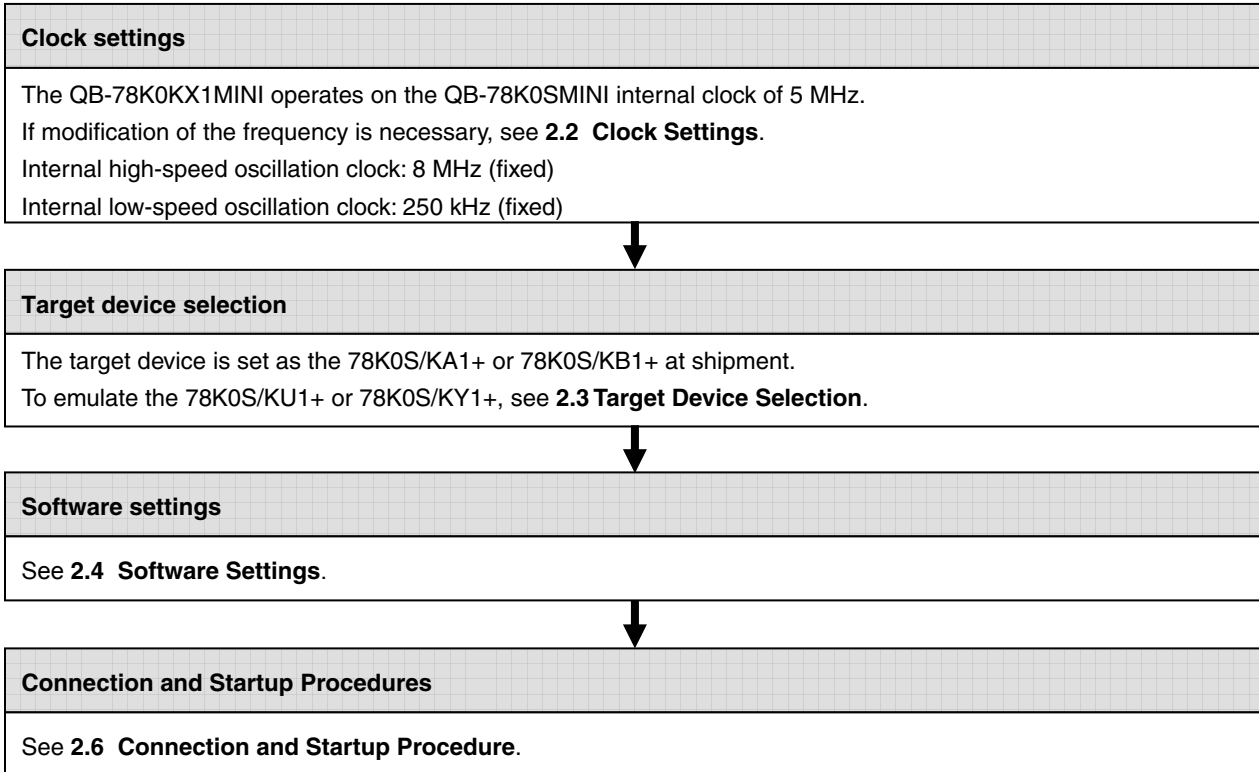 Clock settings
The QB-78K0KX1MINI operates on the QB-78K0SMINI internal clock of 5 MHz.
If modification of the frequency is necessary, see 2.2 Clock Settings.
Internal high-speed oscillation clock: 8 MHz (fixed)
Internal low-speed oscillation clock: 250 kHz (fixed)
Target device selection
The target device is set as the 78K0S/KA1+ or 78K0S/KB1+ at shipment.
To emulate the 78K0S/KU1+ or 78K0S/KY1+, see 2.3 Target Device Selection.
Software settings
See 2.4 Software Settings.
Connection and Startup Procedures
See 2.6 Connection and Startup Procedure.